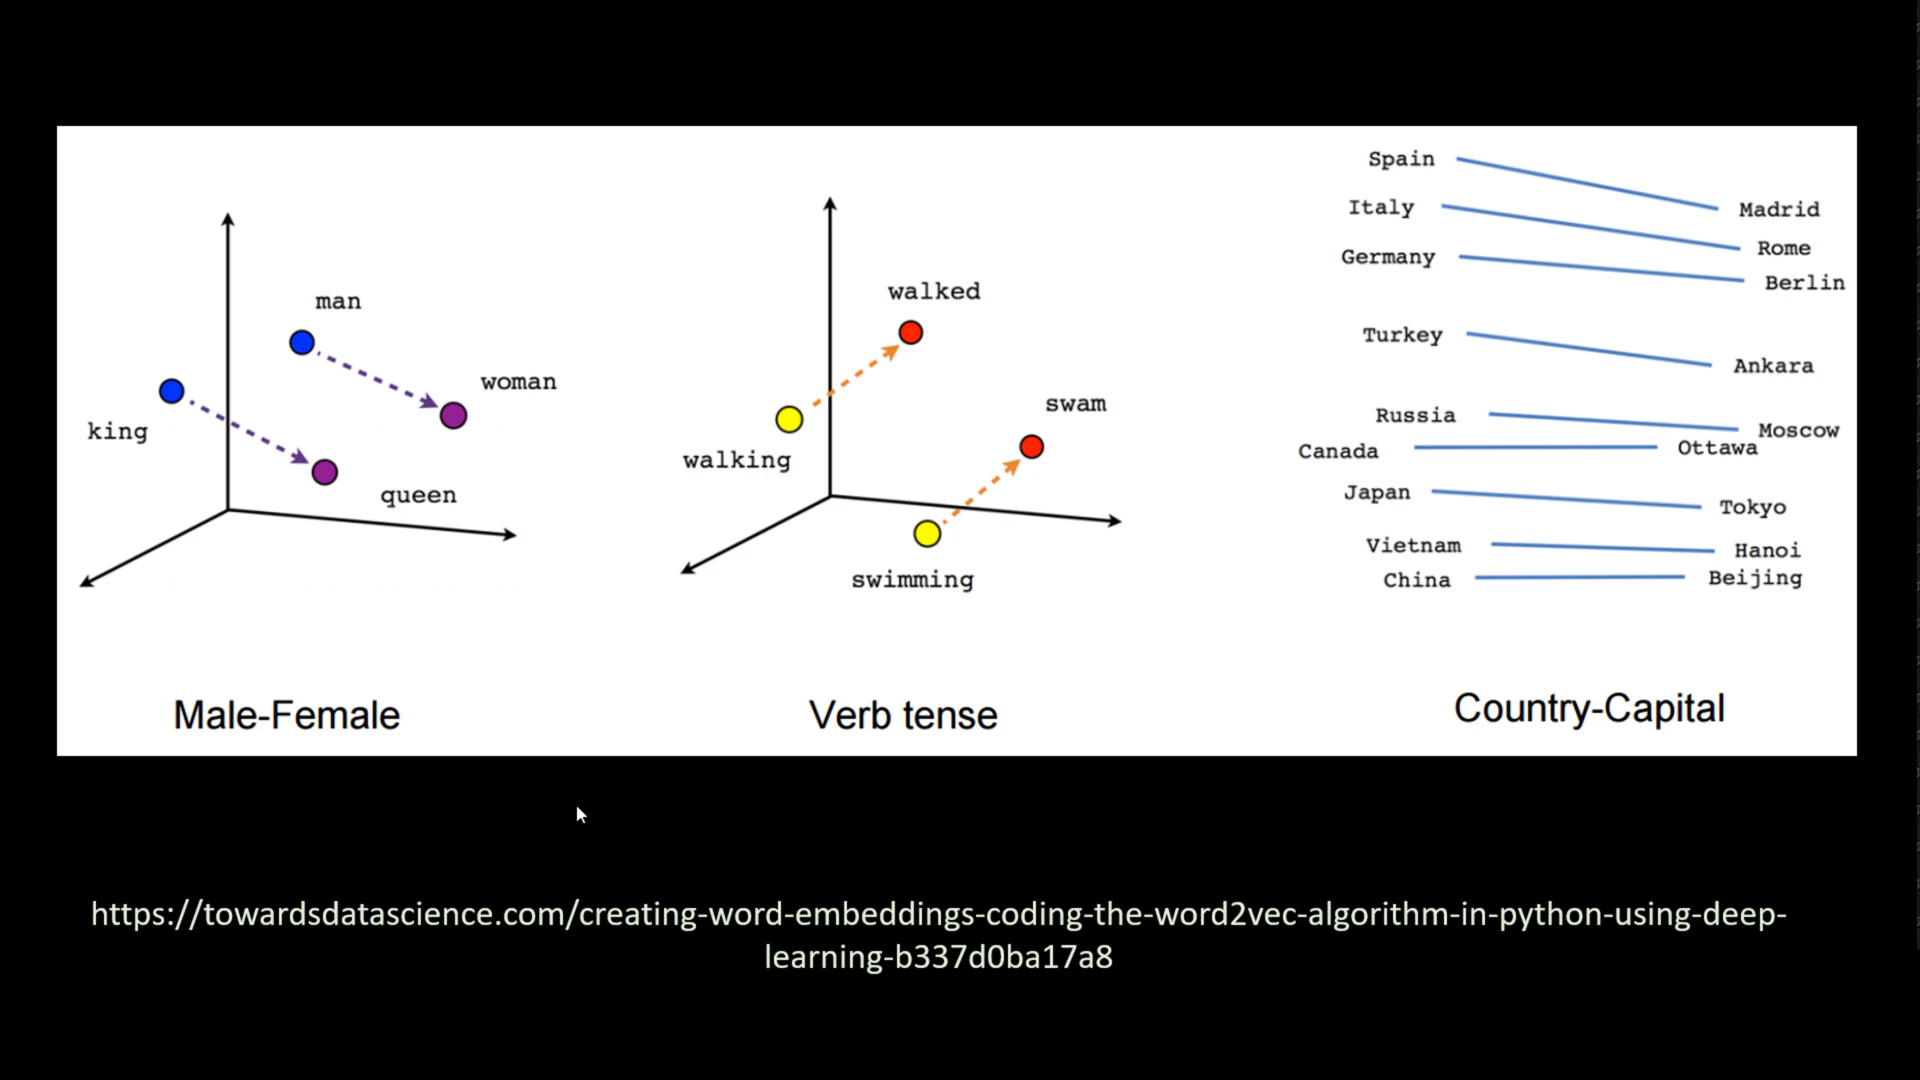 man
woman
king
queen
Male-Female
walked
walking
swam
swimming
Verb tense
Spain Madrid
Italy Rome
Germany Berlin
Turkey Ankara
Russia Moscow
Canada Ottawa
Japan Tokyo
Vietnam Hanoi
China Beijing
Country-Capital
https://towardsdatascience.com/creating-word-embeddings-coding-the-word2vec-algorithm-in-python-using-deep-
learning-b337d0ba17a8